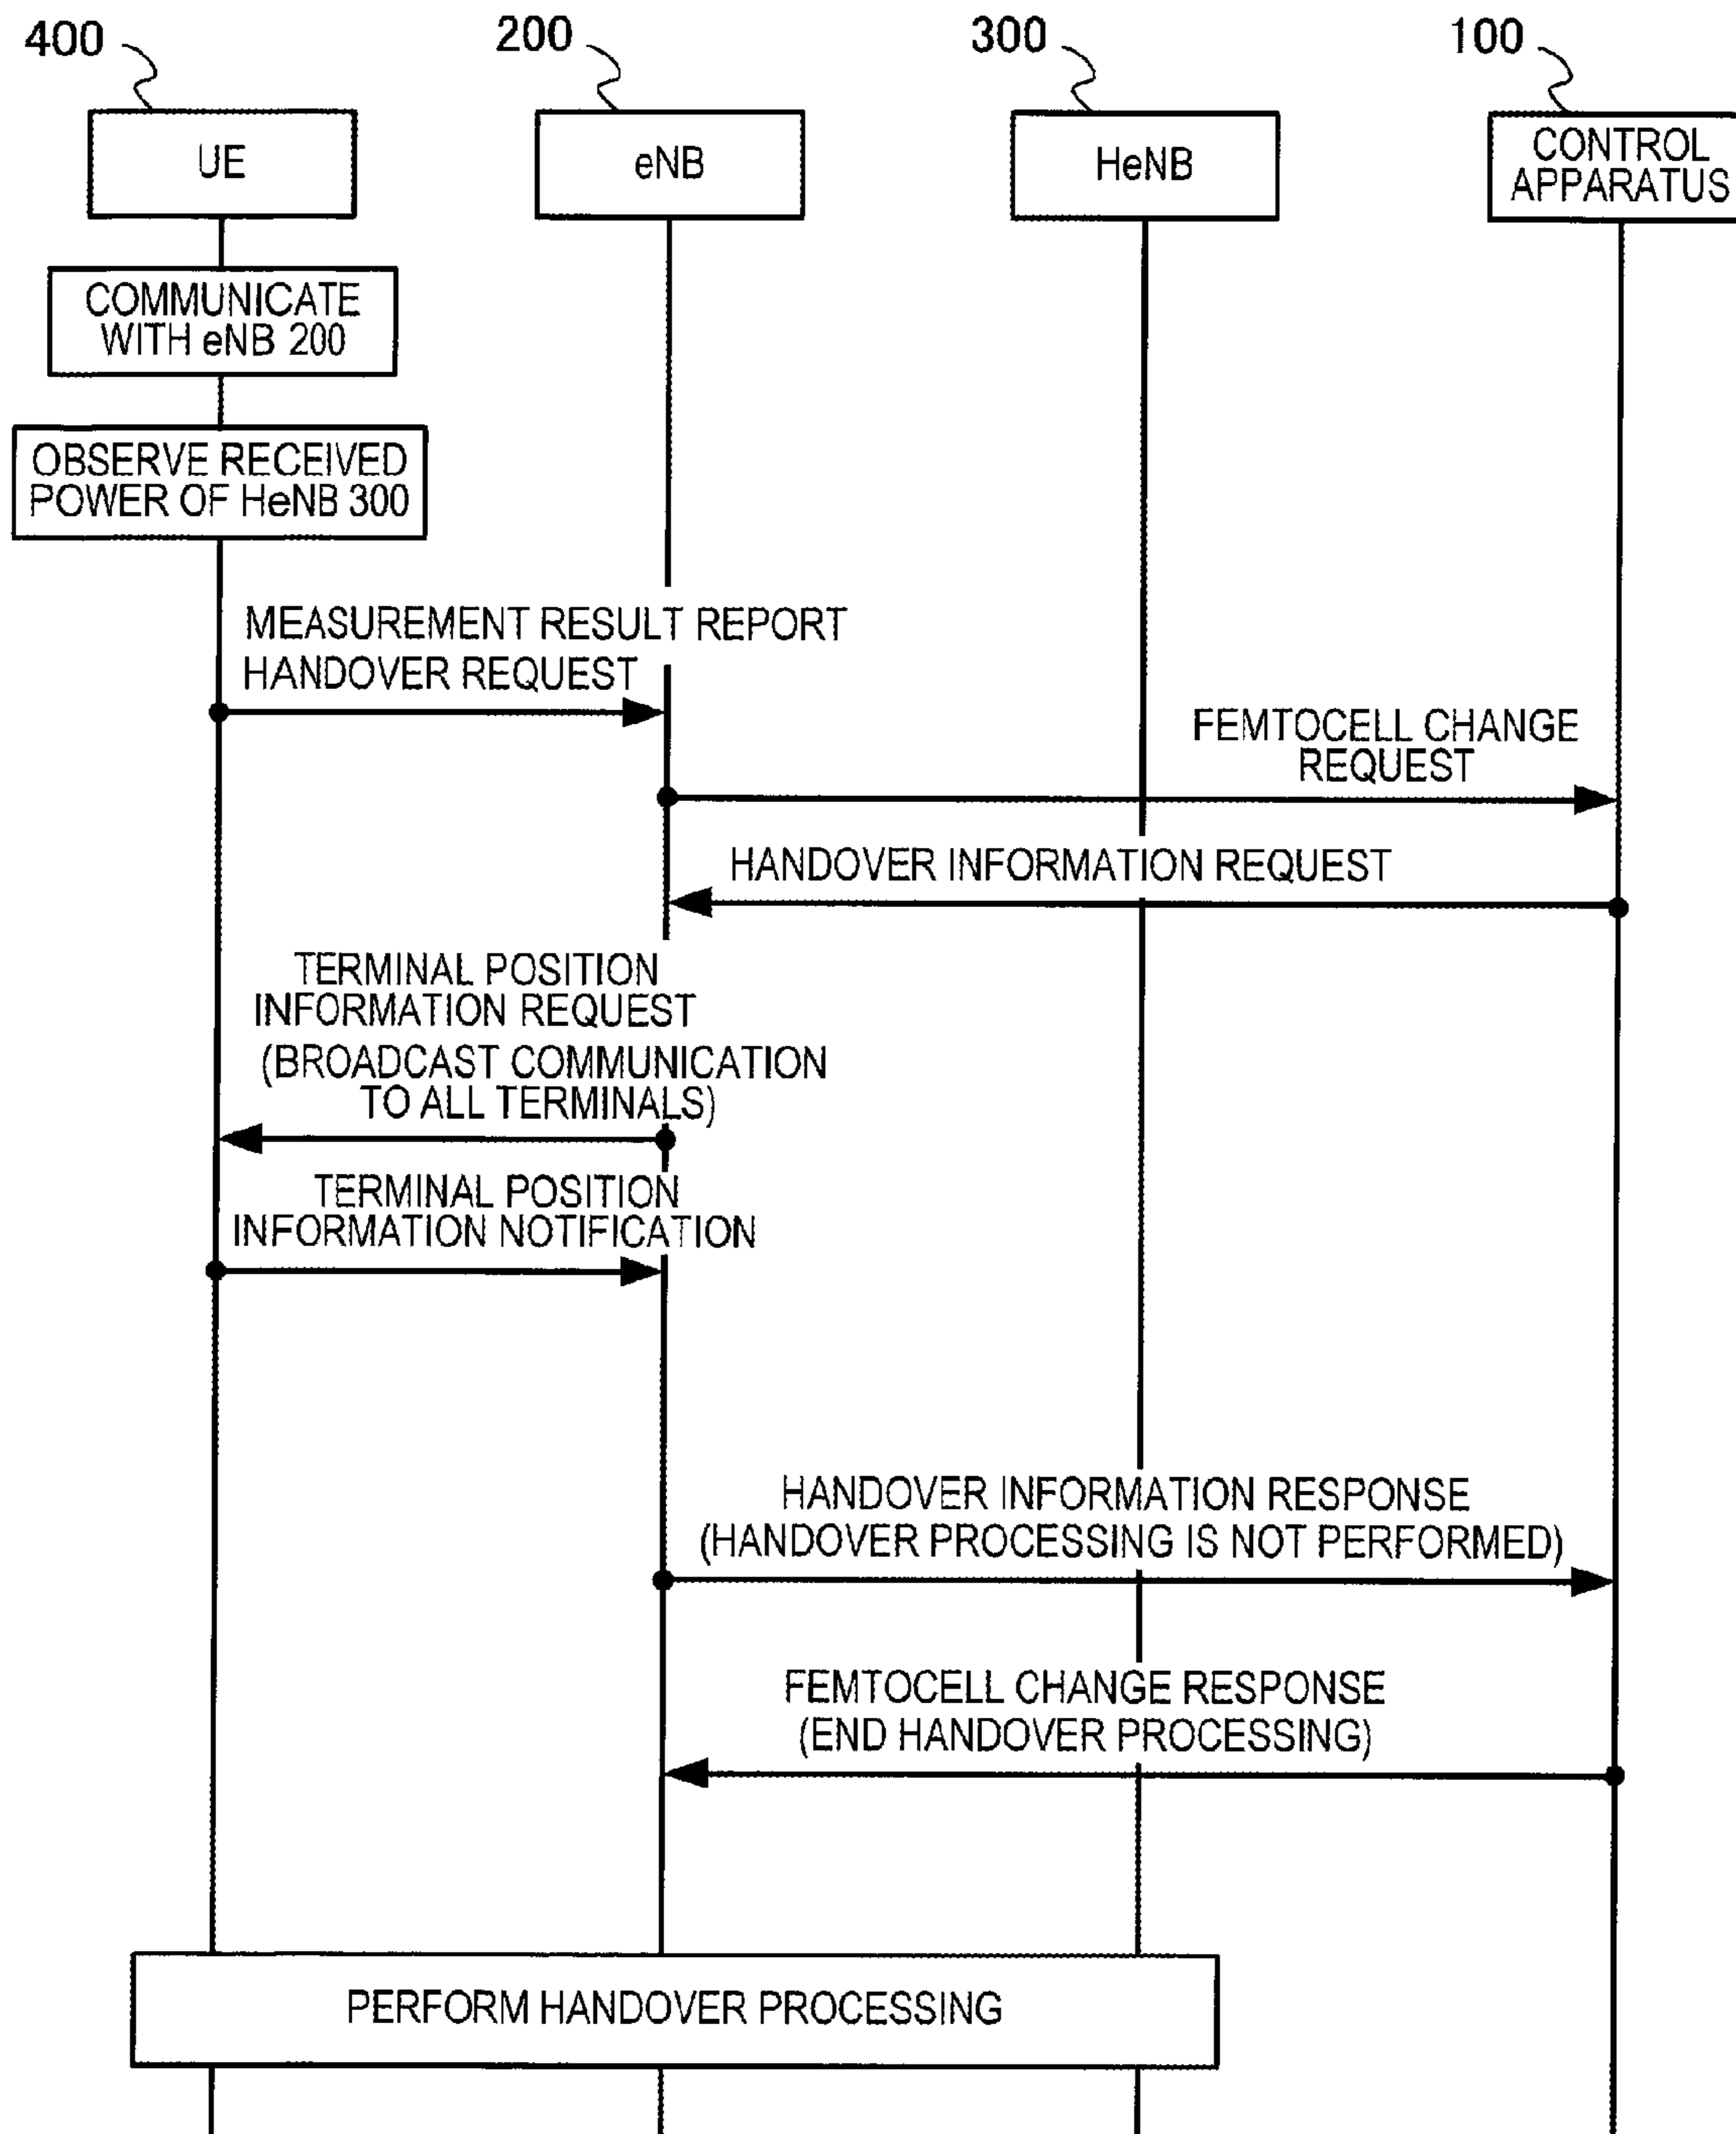 400
200
300
100
UE
eNB
HeNB
CONTROL
APPARATUS
COMMUNICATE
WITH eNB 200
OBSERVE RECEIVED
POWER OF HeNB 300
MEASUREMENT RESULT REPORT
HANDOVER REQUEST
FEMTOCELL CHANGE
REQUEST
HANDOVER INFORMATION REQUEST
TERMINAL POSITION
INFORMATION REQUEST
(BROADCAST COMMUNICATION
TO ALL TERMINALS)
TERMINAL POSITION
INFORMATION NOTIFICATION
HANDOVER INFORMATION RESPONSE
(HANDOVER PROCESSING IS NOT PERFORMED)
FEMTOCELL CHANGE RESPONSE
(END HANDOVER PROCESSING)
PERFORM HANDOVER PROCESSING